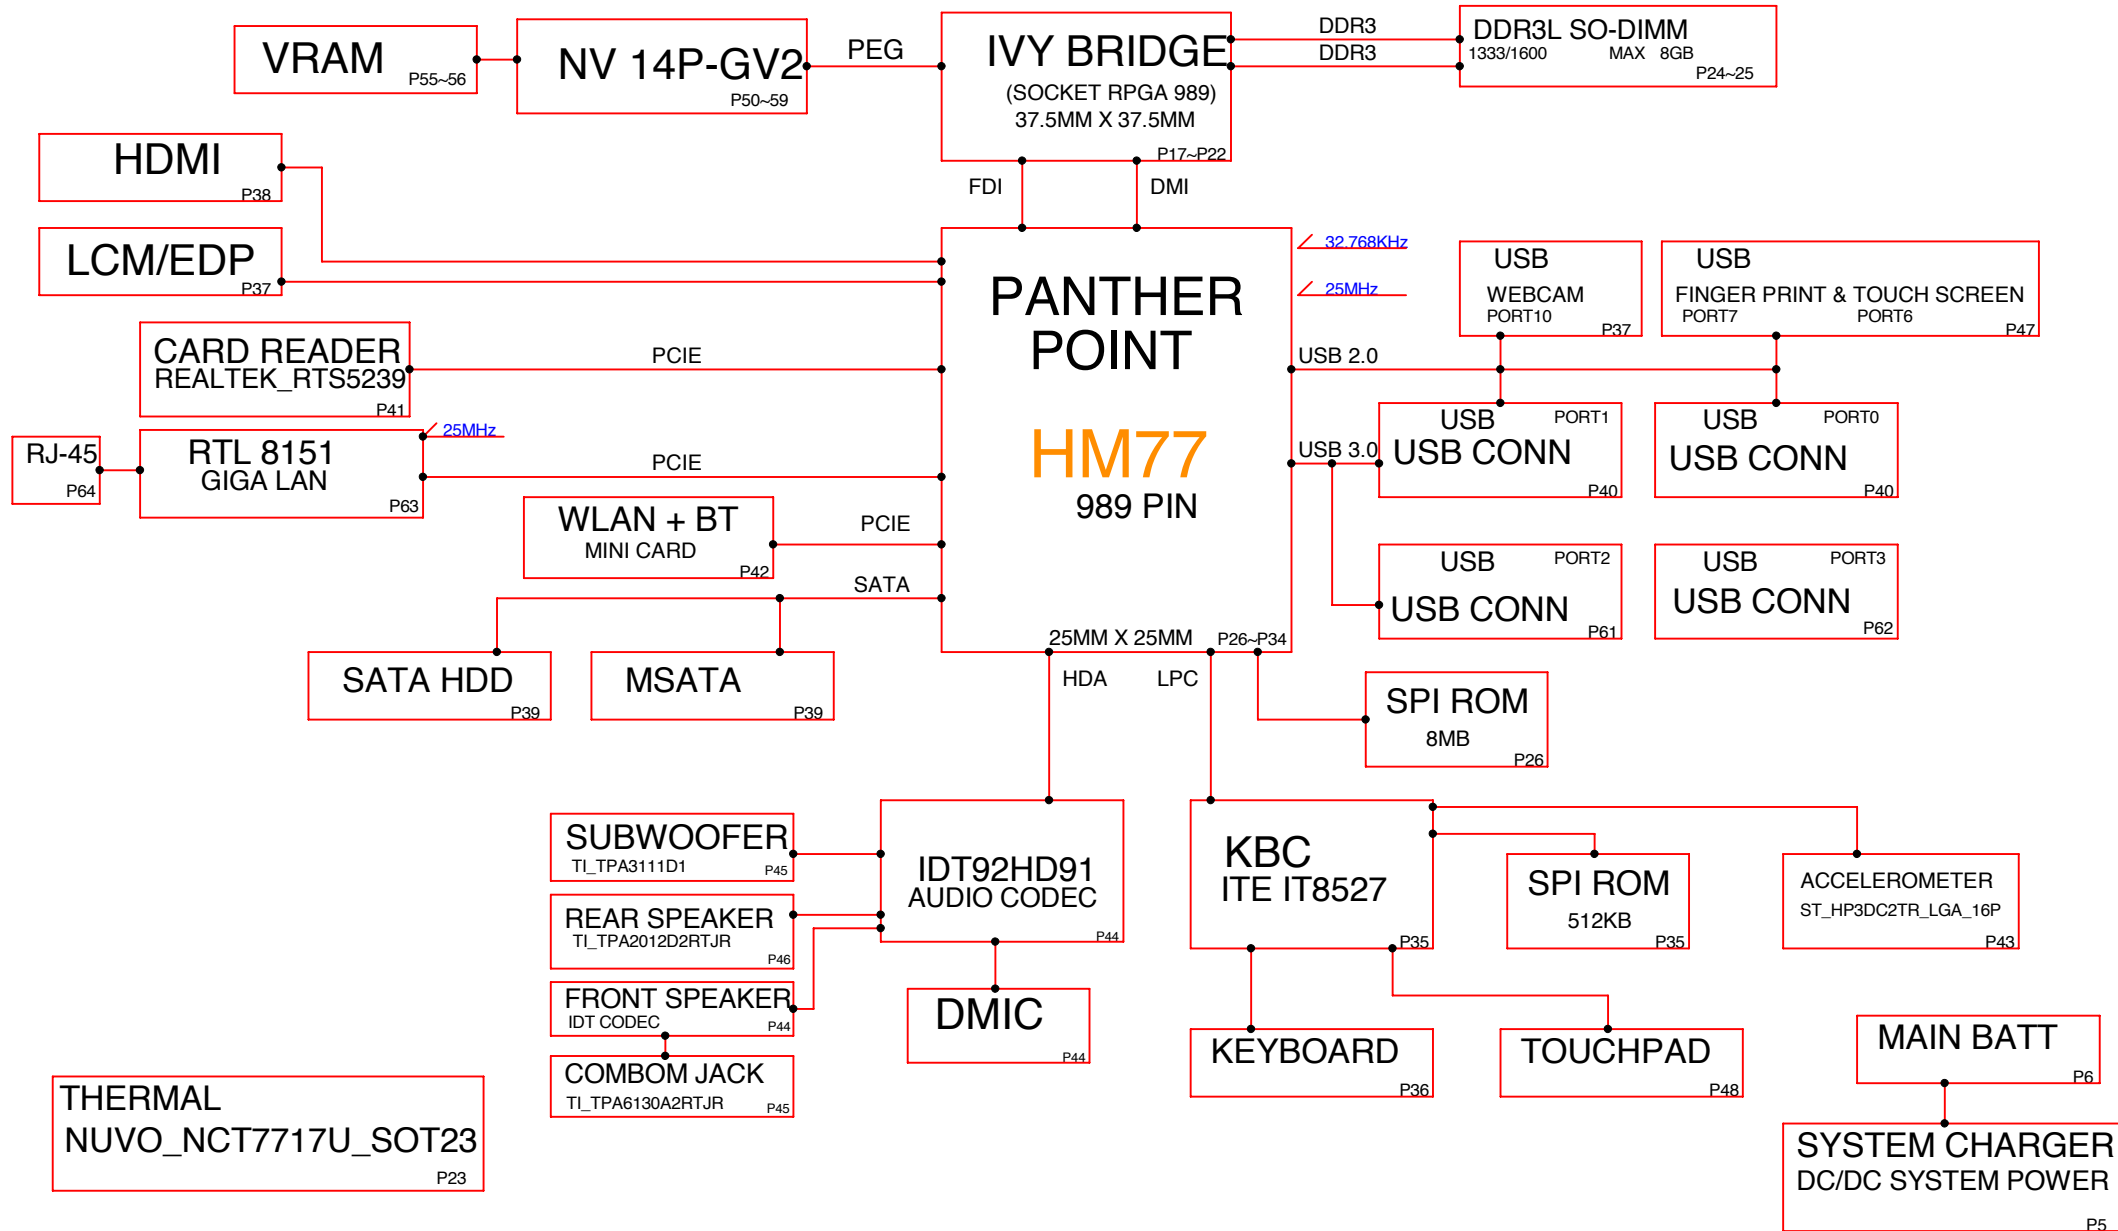 VRAM
P55~56
NV 14P-GV2
P50~59
PEG
IVY BRIDGE
(SOCKET RPGA 989)
37.5MM X 37.5MM
P17~P22
DDR3
DDR3
DDR3L SO-DIMM
1333/1600 MAX 8GB
P24~25
HDMI
P38
FDI
DMI
LCM/EDP
P37
PANTHER
POINT
HM77
989 PIN
25MM X 25MM
P26~P34
32.768KHz
25MHz
USB
WEBCAM
PORT10
P37
USB
FINGER PRINT & TOUCH SCREEN
PORT7 PORT6
P47
CARD READER
REALTEK_RTS5239
P41
PCIE
USB 2.0
RJ-45
P64
RTL 8151
GIGA LAN
P63
25MHz
PCIE
USB 3.0
USB PORT1
USB CONN
P40
USB PORT0
USB CONN
P40
WLAN + BT
MINI CARD
P42
PCIE
SATA
USB PORT2
USB CONN
P61
USB PORT3
USB CONN
P62
SATA HDD
P39
MSATA
P39
HDA
LPC
SPI ROM
8MB
P26
SUBWOOFER
TI_TPA3111D1
P45
REAR SPEAKER
TI_TPA2012D2RTJR
P46
FRONT SPEAKER
IDT CODEC
P44
COMBOM JACK
TI_TPA6130A2RTJR
P45
IDT92HD91
AUDIO CODEC
P44
DMIC
P44
KBC
ITE IT8527
P35
SPI ROM
512KB
P35
ACCELEROMETER
ST_HP3DC2TR_LGA_16P
P43
KEYBOARD
P36
TOUCHPAD
P48
MAIN BATT
P6
THERMAL
NUVO_NCT7717U_SOT23
P23
SYSTEM CHARGER
DC/DC SYSTEM POWER
P5